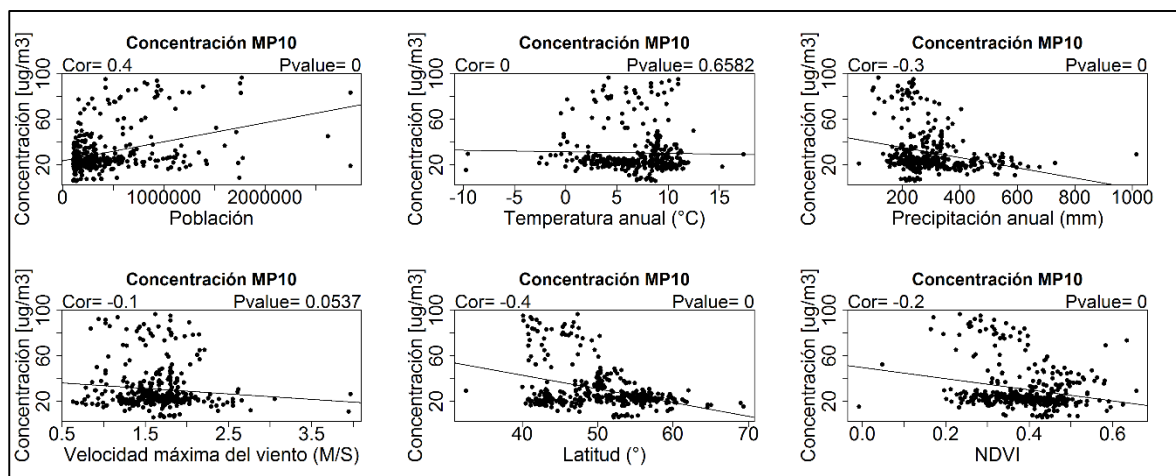 Concentración MP10
Cor= 0.4 Pvalue= 0
Concentración [ug/m3]
100
60
20
0 1000000 2000000
Población
Concentración MP10
Cor= 0 Pvalue= 0.6582
Concentración [ug/m3]
100
60
20
-10 -5 0 5 10 15
Temperatura anual (°C)
Concentración MP10
Cor= -0.3 Pvalue= 0
Concentración [ug/m3]
100
60
20
200 400 600 800 1000
Precipitación anual (mm)
Concentración MP10
Cor= -0.1 Pvalue= 0.0537
Concentración [ug/m3]
100
60
20
0.5 1.5 2.5 3.5
Velocidad máxima del viento (M/S)
Concentración MP10
Cor= -0.4 Pvalue= 0
Concentración [ug/m3]
100
60
20
40 50 60 70
Latitud (°)
Concentración MP10
Cor= -0.2 Pvalue= 0
Concentración [ug/m3]
100
60
20
0.0 0.2 0.4 0.6
NDVI